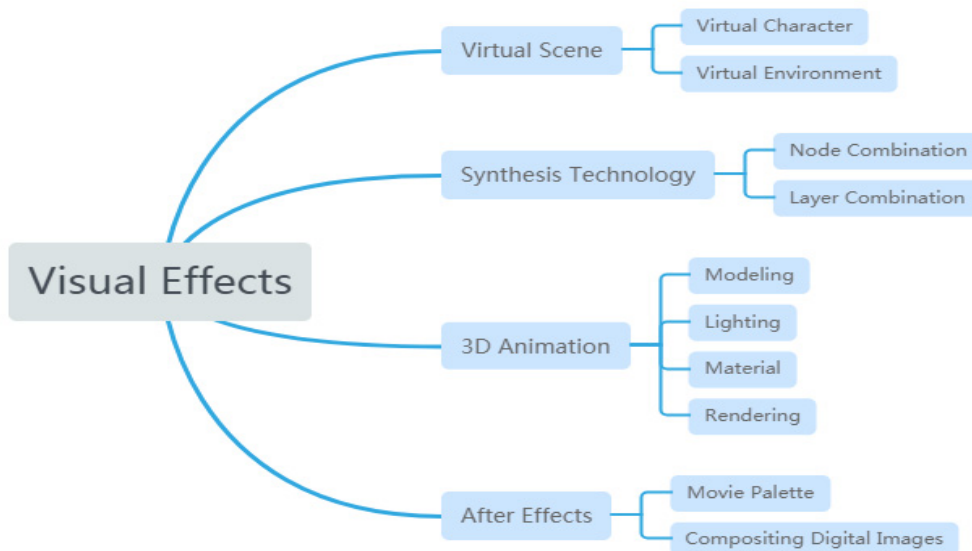 Visual Effects
Virtual Scene
Virtual Character
Virtual Environment
Synthesis Technology
Node Combination
Layer Combination
3D Animation
Modeling
Lighting
Material
Rendering
After Effects
Movie Palette
Compositing Digital Images